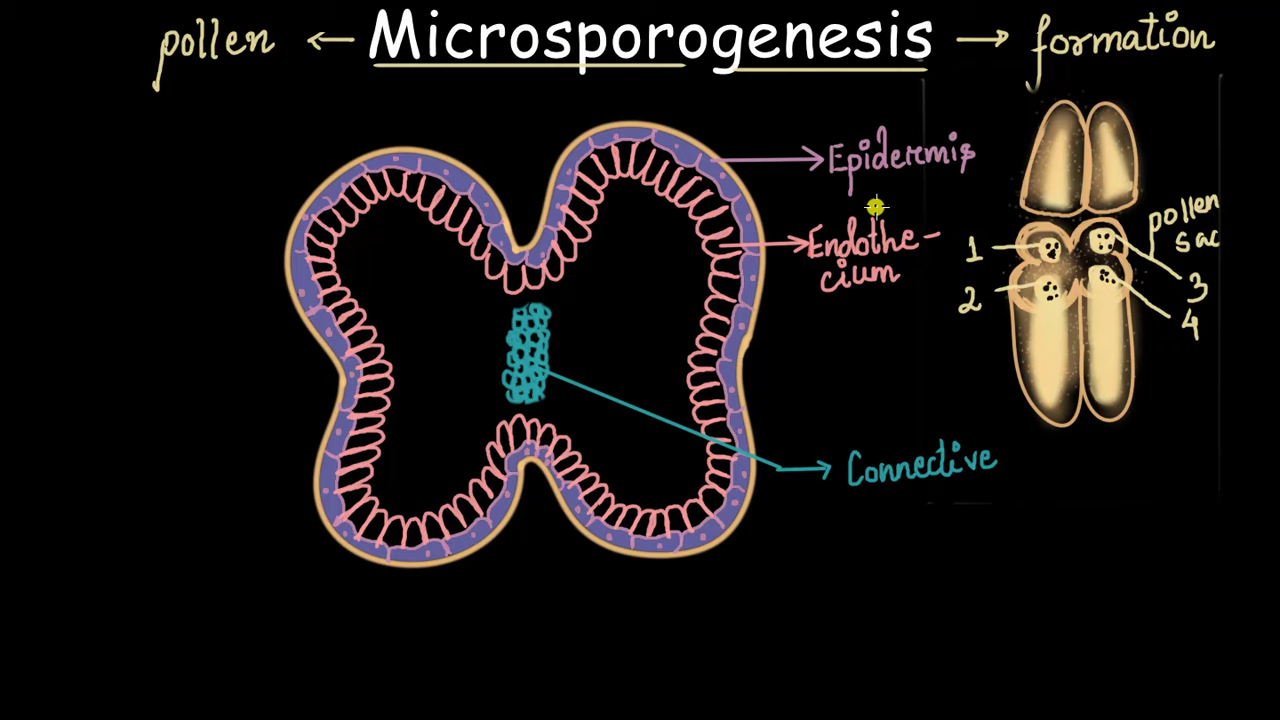 pollen ← Microsporogenesis → formation
Epidermis
Endothe-
cium
pollen
sac
1
2
3
4
Connective